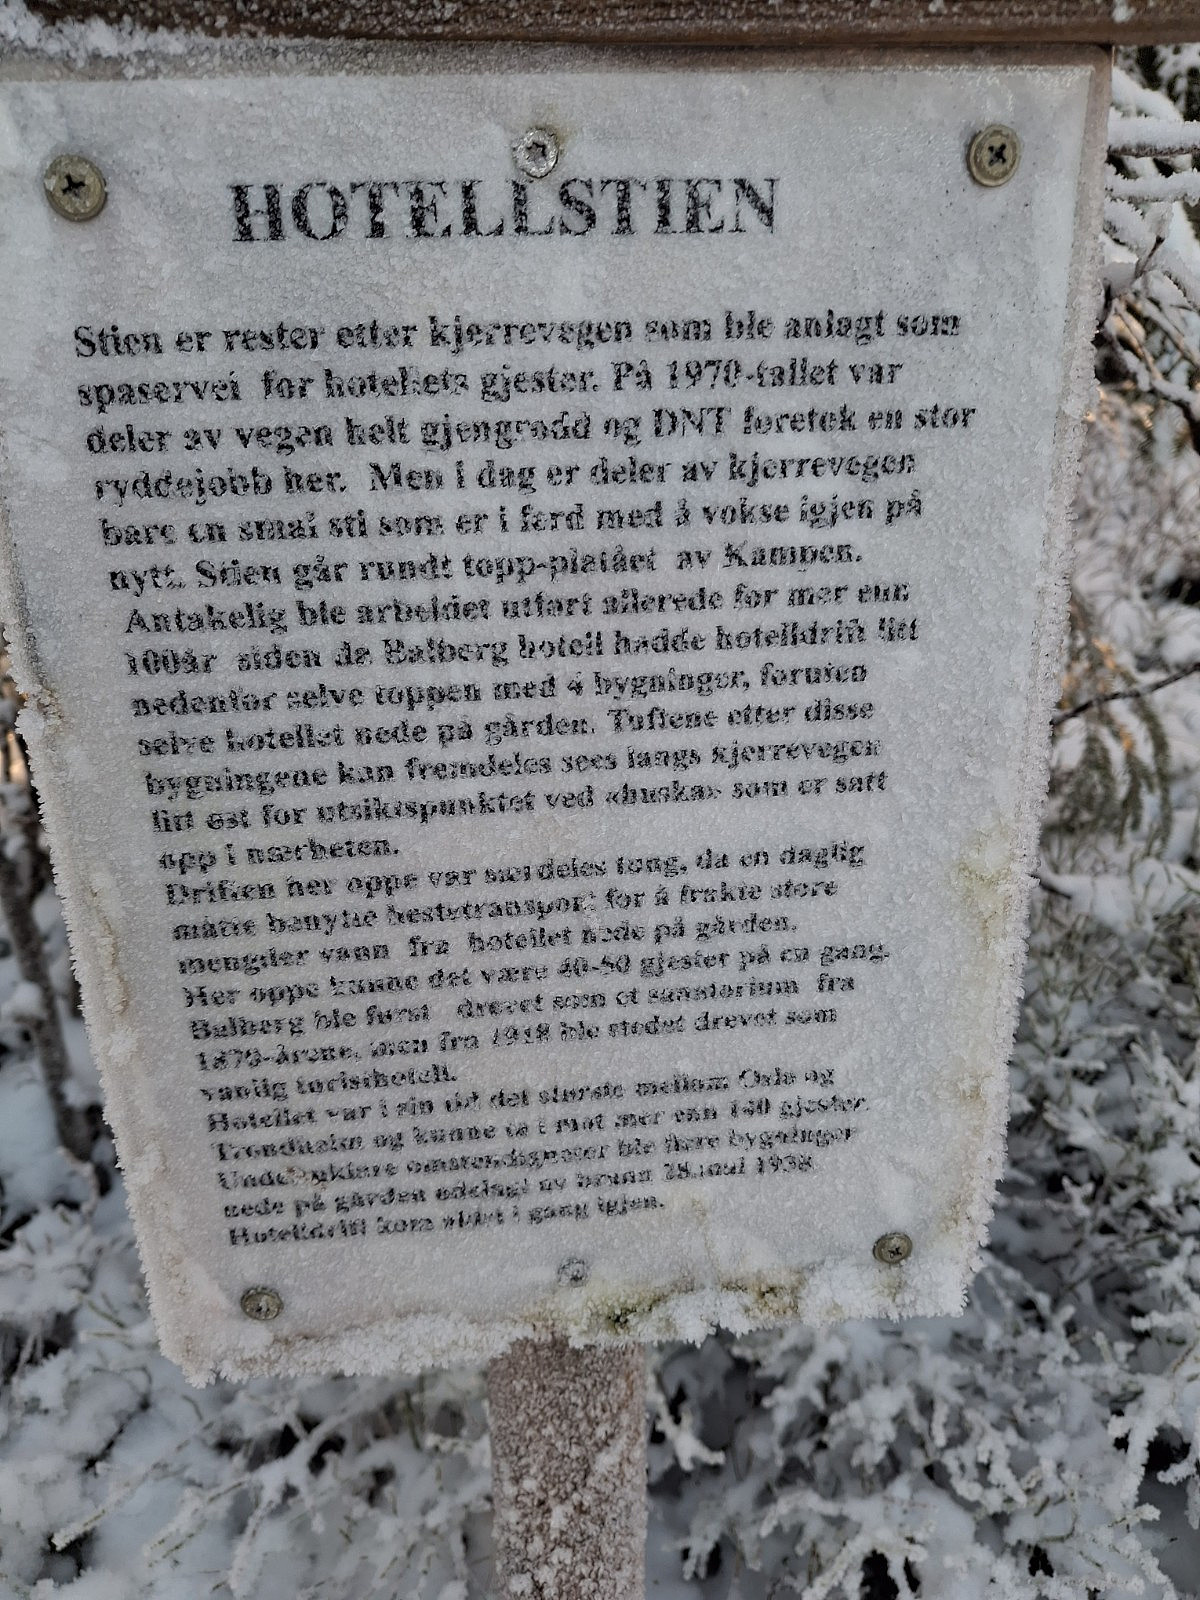 HOTELLSTIEN
Stien er rester etter kjerrevegen som ble anlagt som
spaservei for hotellets gjester. På 1970-tallet var
deler av vegen helt gjengrodd og DNT foretok en stor
ryddejobb her. Men i dag er deler av kjerrevegen
bare en smal sti som er i ferd med å vokse igjen på
nytt. Stien går rundt topp-platået av Kampen.
Antakelig ble arbeidet utført allerede for mer enn
100år siden da Balberg hotell hadde hotelldrift litt
nedenfor selve toppen med 4 bygninger, foruten
selve hotellet nede på gården. Tuftene etter disse
bygningene kan fremdeles sees langs kjerrevegen
litt øst for utsiktspunktet ved «huska» som er satt
opp i nærheten.
Driften her oppe var særdeles tung, da en daglig
måtte benytte hestetransport for å frakte store
mengder vann fra hotellet nede på gården.
Her oppe kunne det være gjester på en gang.
Balberg ble først drevet som et sanatorium fra
1870-årene, men fra 1918 ble stedet drevet som
vanlig turisthotell.
Hotellet var i sin tid det største mellom Oslo og
Trondheim og kunne ta i mot mer enn 140 gjester.
Under uklare omstendigheter ble flere bygninger
nede på gården ødelagt av brann 1938
Hotelldrift kom aldri i gang igjen.